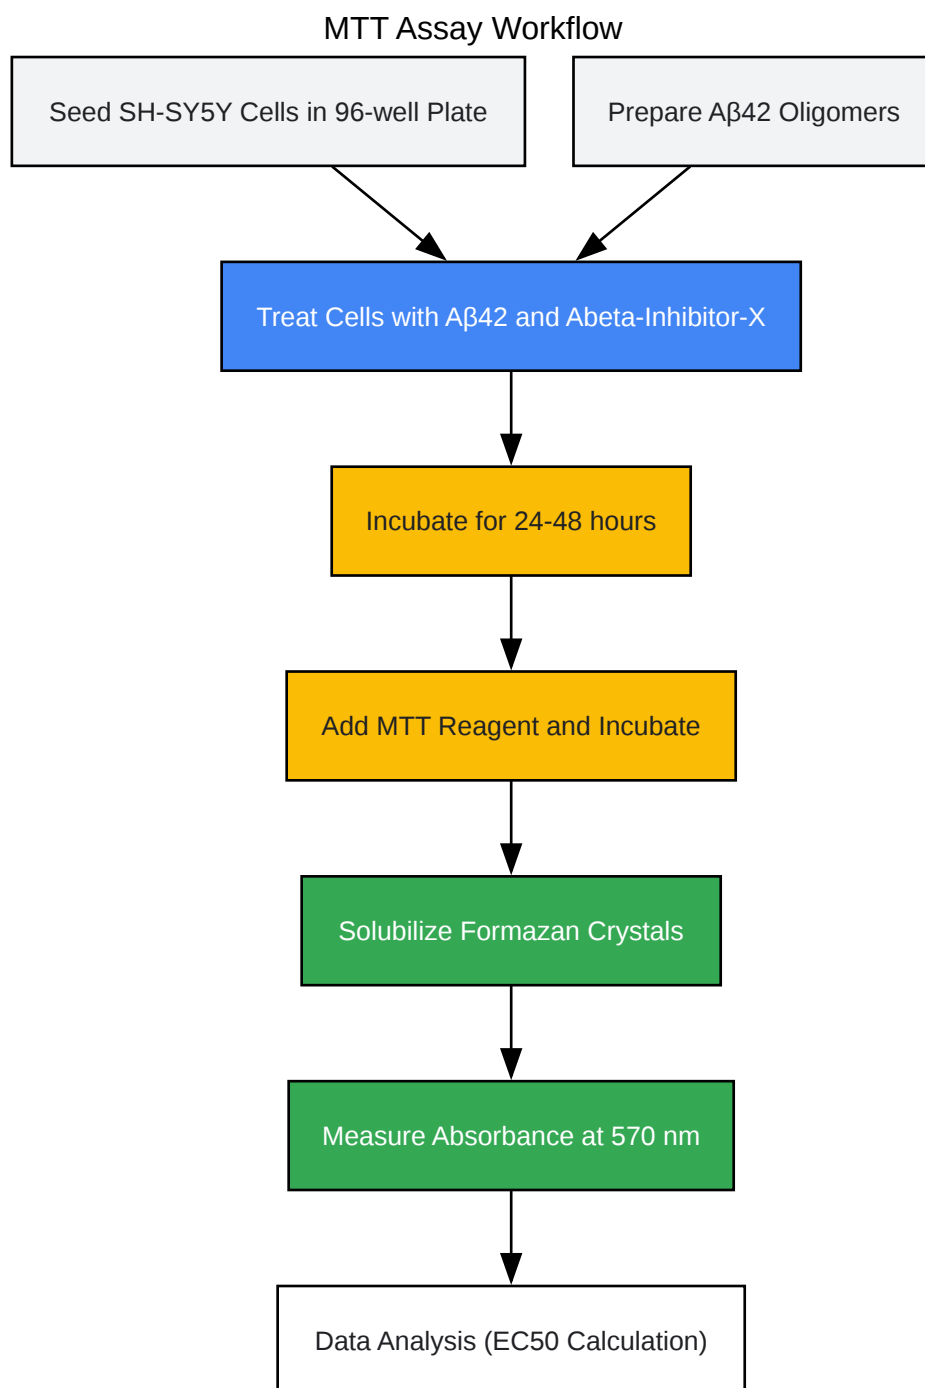 MTT Assay Workflow
Seed SH-SY5Y Cells in 96-well Plate
Prepare Aβ42 Oligomers
Treat Cells with Aβ42 and Abeta-Inhibitor-X
Incubate for 24-48 hours
Add MTT Reagent and Incubate
Solubilize Formazan Crystals
Measure Absorbance at 570 nm
Data Analysis (EC50 Calculation)